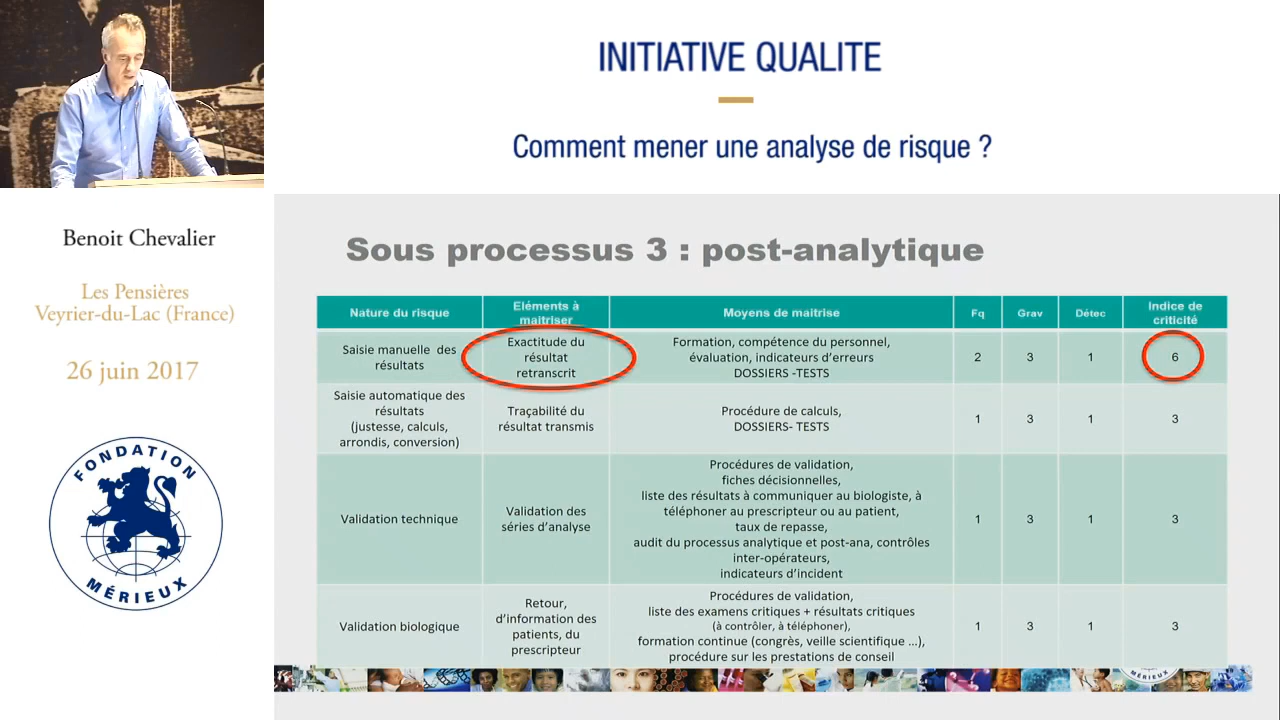 INITIATIVE QUALITE
Comment mener une analyse de risque ?
Benoit Chevalier
Les Pensières
Veyrier-du-Lac (France)
26 juin 2017
FONDATION
MÉRIEUX
Sous processus 3 : post-analytique
Nature du risque
Eléments à
maitriser
Moyens de maitrise
Fq
Grav
Détec
Indice de
criticité
Saisie manuelle des
résultats
Exactitude du
résultat
retranscrit
Formation, compétence du personnel,
évaluation, indicateurs d'erreurs
DOSSIERS -TESTS
2
3
1
6
Saisie automatique des
résultats
(justesse, calculs,
arrondis, conversion)
Traçabilité du
résultat transmis
Procédure de calculs,
DOSSIERS- TESTS
1
3
1
3
Validation technique
Validation des
séries d'analyse
Procédures de validation,
fiches décisionnelles,
liste des résultats à communiquer au biologiste, à
téléphoner au prescripteur ou au patient,
taux de repasse,
audit du processus analytique et post-ana, contrôles
inter-opérateurs,
indicateurs d'incident
1
3
1
3
Validation biologique
Retour,
d'information des
patients, du
prescripteur
Procédures de validation,
liste des examens critiques + résultats critiques
(à contrôler, à téléphoner),
formation continue (congrès, veille scientifique ...),
procédure sur les prestations de conseil
1
3
1
3